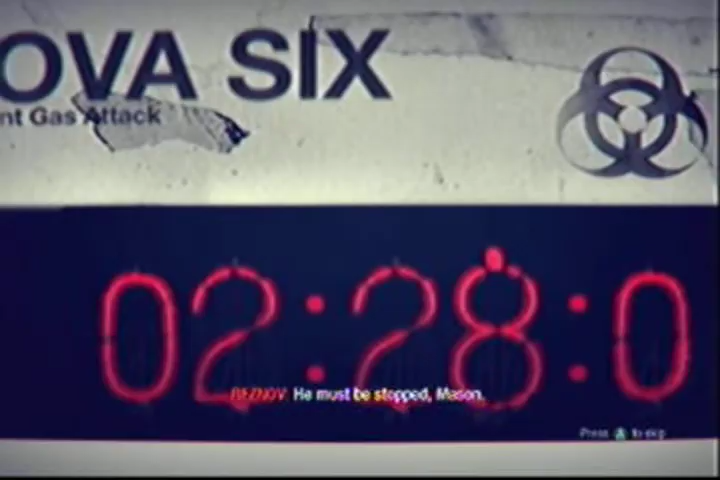 OVA SIX
nt Gas Attack
02:28:0
REZNOV: He must be stopped, Mason.
Press A to skip